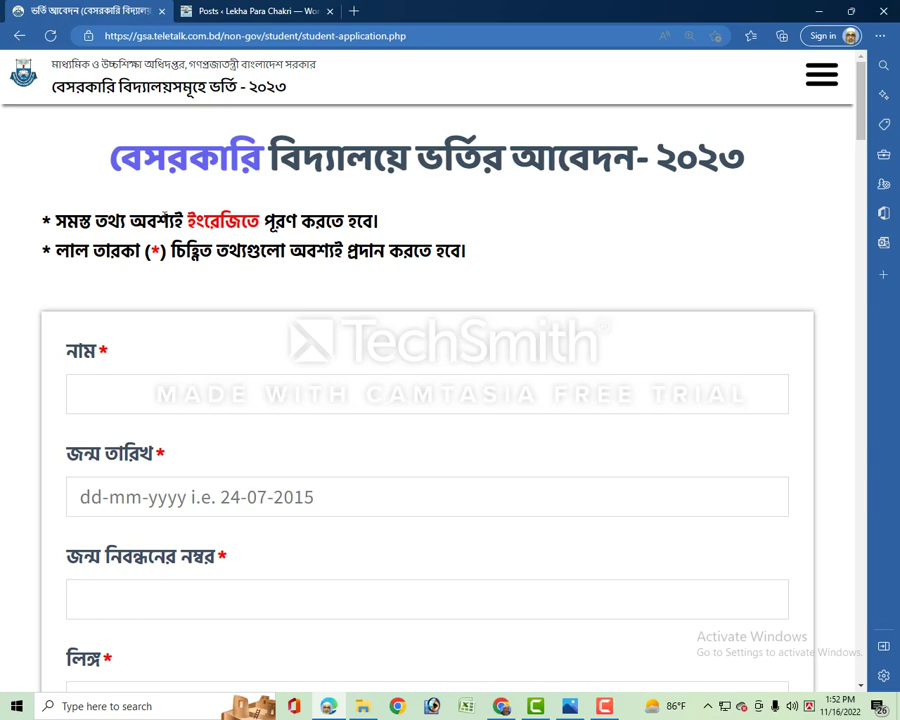 ভর্তি আবেদন (বেসরকারি বিদ্যালয়
Posts ‹ Lekha Para Chakri — Wor
https://gsa.teletalk.com.bd/non-gov/student/student-application.php
Sign in
মাধ্যমিক ও উচ্চশিক্ষা অধিদপ্তর, গণপ্রজাতন্ত্রী বাংলাদেশ সরকার
বেসরকারি বিদ্যালয়সমূহে ভর্তি - ২০২৩
বেসরকারি বিদ্যালয়ে ভর্তির আবেদন- ২০২৩
* সমস্ত তথ্য অবশ্যই ইংরেজিতে পূরণ করতে হবে।
* লাল তারকা (*) চিহ্নিত তথ্যগুলো অবশ্যই প্রদান করতে হবে।
TechSmith
MADE WITH CAMTASIA FREE TRIAL
নাম *
জন্ম তারিখ *
dd-mm-yyyy i.e. 24-07-2015
জন্ম নিবন্ধনের নম্বর *
লিঙ্গ *
Activate Windows
Go to Settings to activate Windows.
Type here to search
86°F
1:52 PM
11/16/2022
26